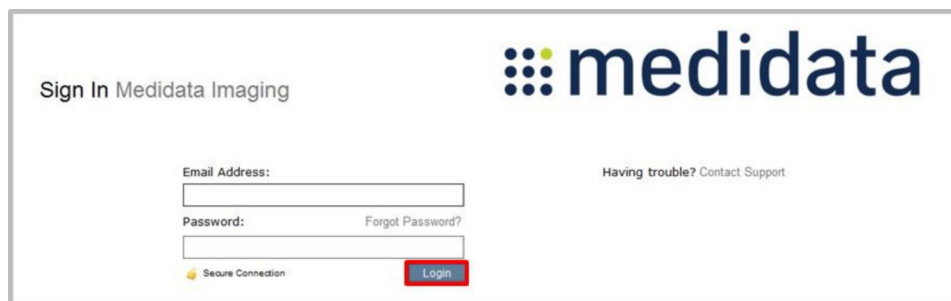 medidata
Sign In Medidata Imaging
Email Address:
Having trouble? Contact Support
Password: Forgot Password?
Secure Connection
Login